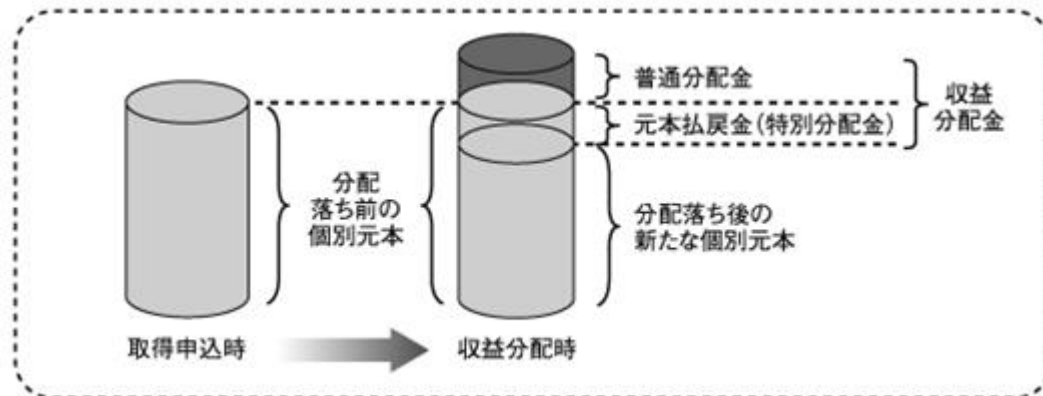 普通分配金
元本払戻金(特別分配金)
収益
分配金
分配
落ち前の
個別元本
分配落ち後の
新たな個別元本
取得申込時
収益分配時